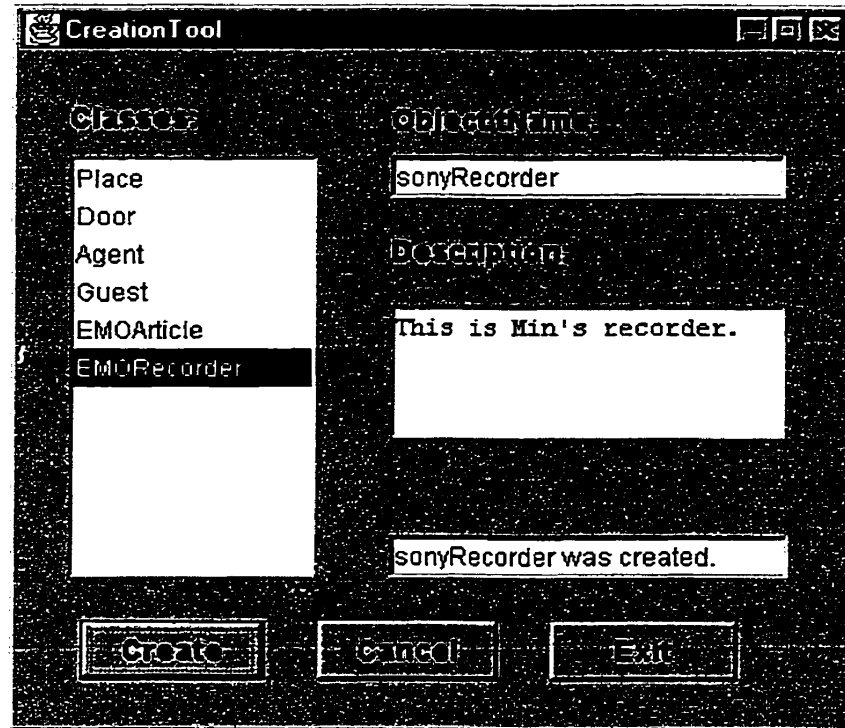 CreationTool
Classes:
Place
Door
Agent
Guest
EMOArticle
EMORecorder
ObjectName:
sonyRecorder
Description:
This is Min's recorder.
sonyRecorder was created.
Create
Cancel
Exit